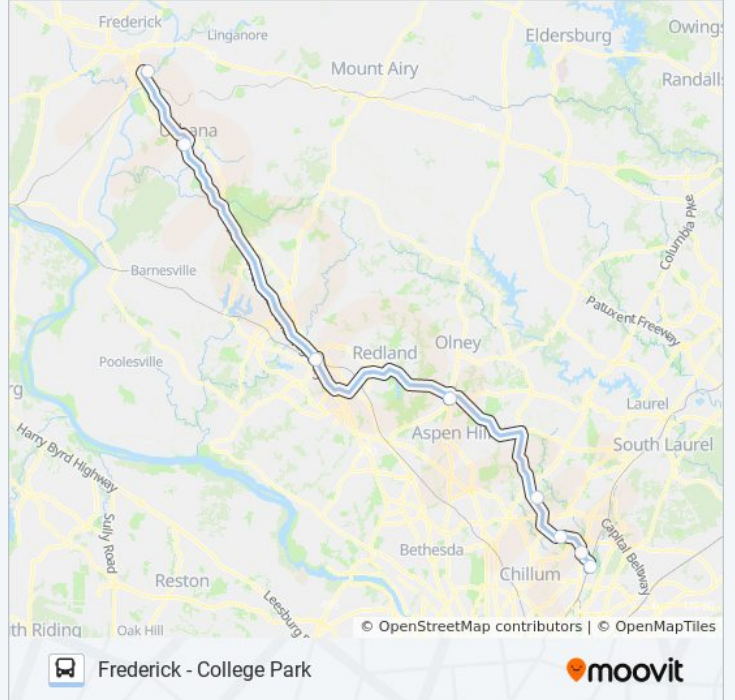 Frederick
Linganore
Eldersburg
Owings
Mount Airy
Randalls
Columbia Pike
Barnesville
Patuxent Freeway
Olney
Redland
Poolesville
Laurel
Aspen Hill
South Laurel
Harry Byrd Highway
Sully Road
Capital Beltway
Bethesda
Chillum
Reston
Leesburg
Oak Hill
th Riding
© OpenStreetMap contributors | © OpenMapTiles
Frederick - College Park
moovit